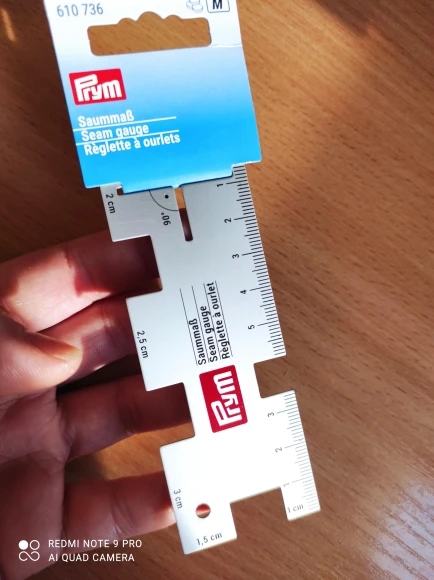 610 736
M
Prym
Saummaß
Seam gauge
Règlette à ourlets
2 cm
90°
1
2
3
4
5
2,5 cm
Saummaß
Seam gauge
Règlette à ourlet
Prym
3
2
1
3 cm
1 cm
1,5 cm
REDMI NOTE 9 PRO
AI QUAD CAMERA